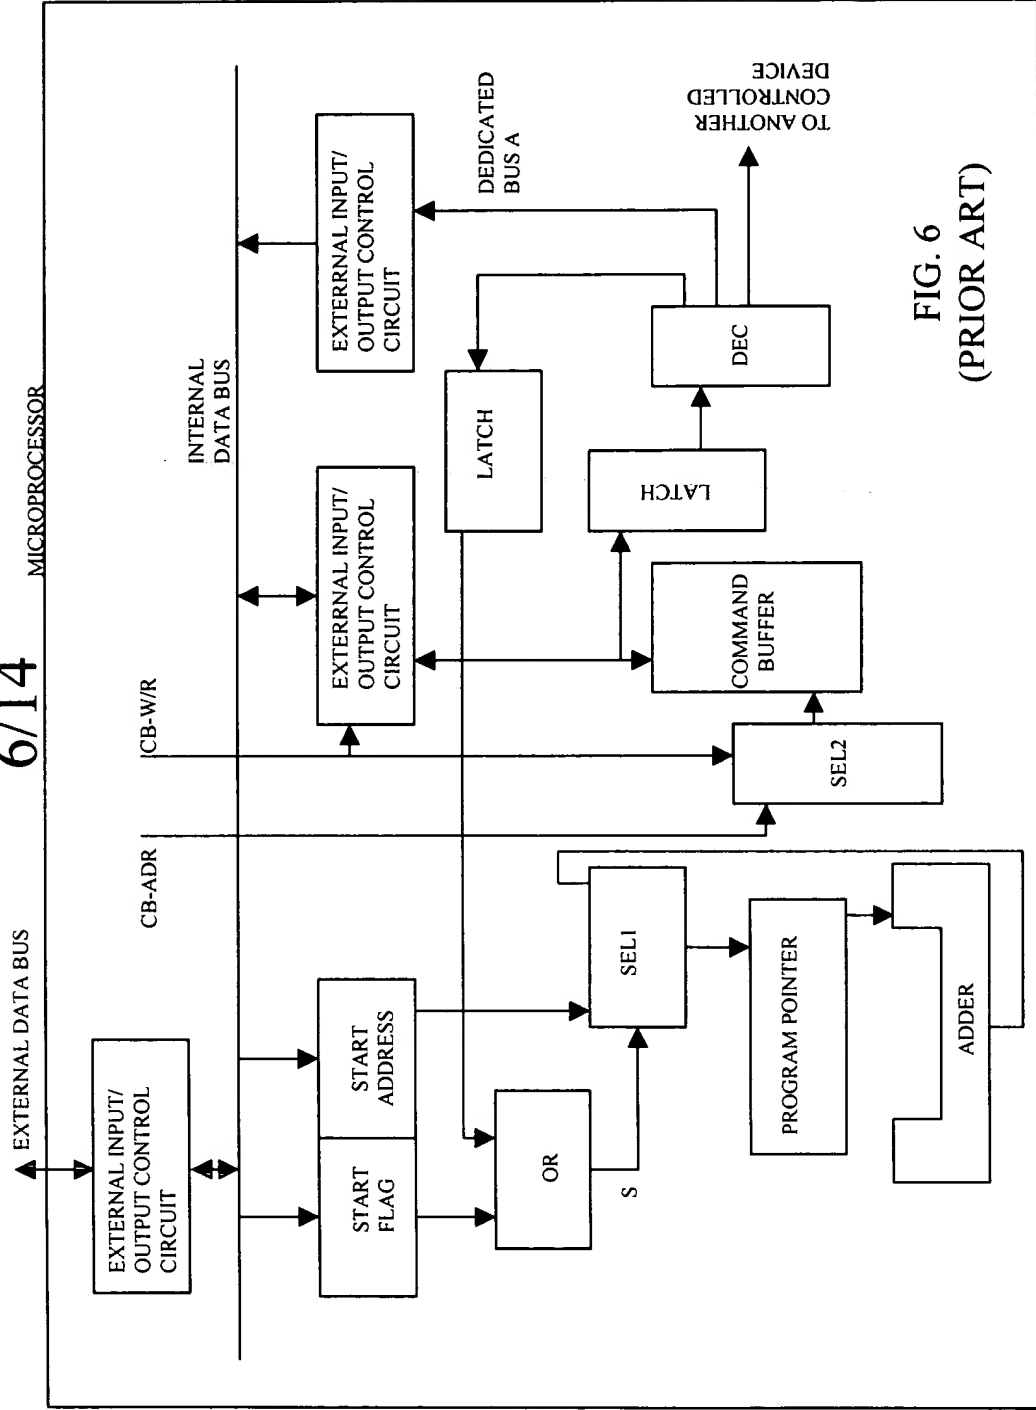 6/14
MICROPROCESSOR
EXTERNAL DATA BUS
EXTERNAL INPUT/
OUTPUT CONTROL
CIRCUIT
CB-ADR
CB-W/R
INTERNAL
DATA BUS
START
FLAG
START
ADDRESS
EXTERRNAL INPUT/
OUTPUT CONTROL
CIRCUIT
EXTERRNAL INPUT/
OUTPUT CONTROL
CIRCUIT
DEDICATED
BUS A
LATCH
OR
S
SEL1
LATCH
COMMAND
BUFFER
DEC
TO ANOTHER
CONTROLLED
DEVICE
SEL2
PROGRAM POINTER
ADDER
FIG. 6
(PRIOR ART)